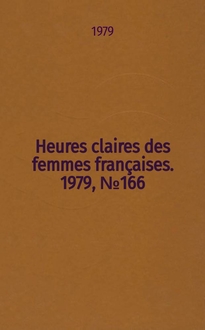 1979
Heures claires des
femmes françaises.
1979, №166